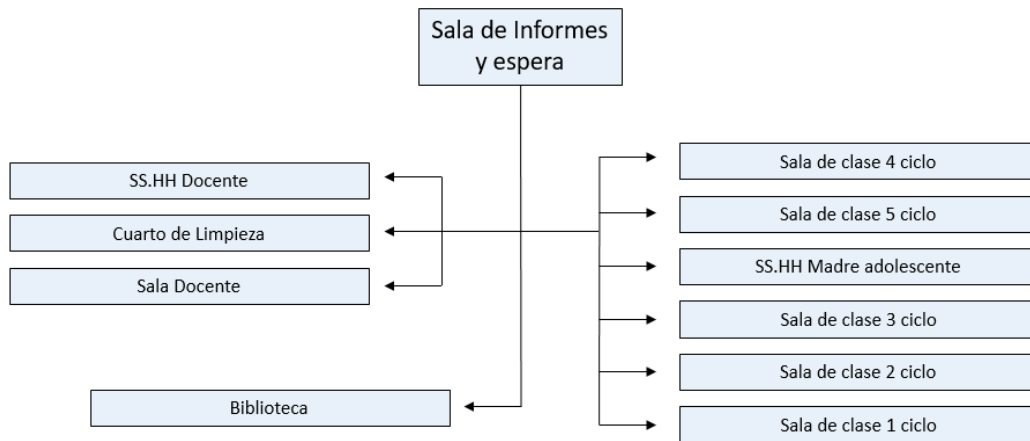 Sala de Informes
y espera
SS.HH Docente
Cuarto de Limpieza
Sala Docente
Biblioteca
Sala de clase 4 ciclo
Sala de clase 5 ciclo
SS.HH Madre adolescente
Sala de clase 3 ciclo
Sala de clase 2 ciclo
Sala de clase 1 ciclo